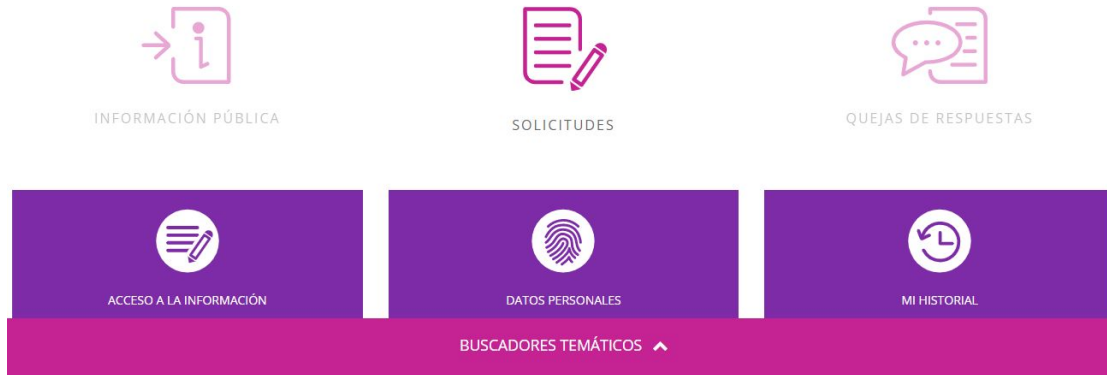 INFORMACIÓN PÚBLICA
SOLICITUDES
QUEJAS DE RESPUESTAS
ACCESO A LA INFORMACIÓN
DATOS PERSONALES
MI HISTORIAL
BUSCADORES TEMÁTICOS